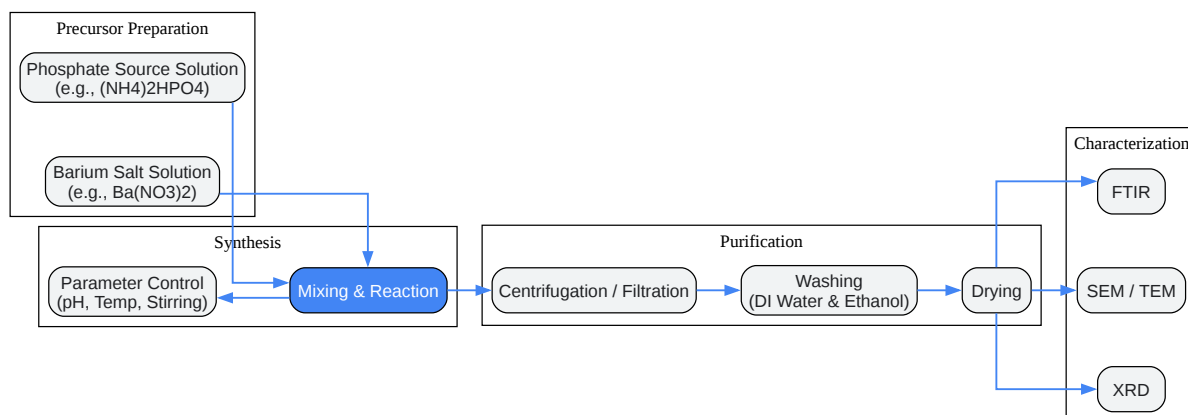 Precursor Preparation
Phosphate Source Solution
(e.g., (NH4)2HPO4)
Barium Salt Solution
(e.g., Ba(NO3)2)
Synthesis
Parameter Control
(pH, Temp, Stirring)
Mixing & Reaction
Purification
Centrifugation / Filtration
Washing
(DI Water & Ethanol)
Drying
Characterization
FTIR
SEM / TEM
XRD